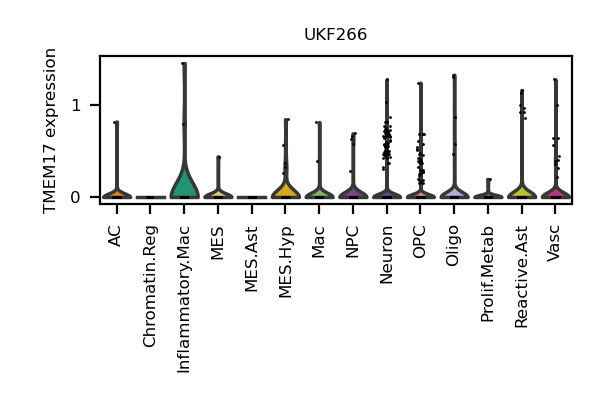 UKF266
TMEM17 expression
1
0
AC
Chromatin.Reg
Inflammatory.Mac
MES
MES.Ast
MES.Hyp
Mac
NPC
Neuron
OPC
Oligo
Prolif.Metab
Reactive.Ast
Vasc